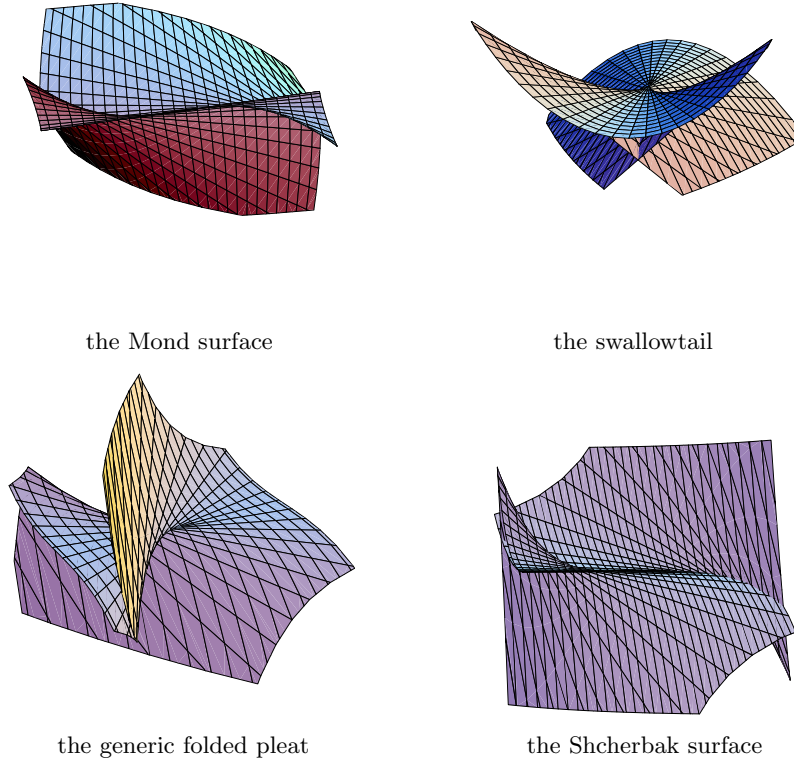 the Mond surface
the swallowtail
the generic folded pleat
the Shcherbak surface